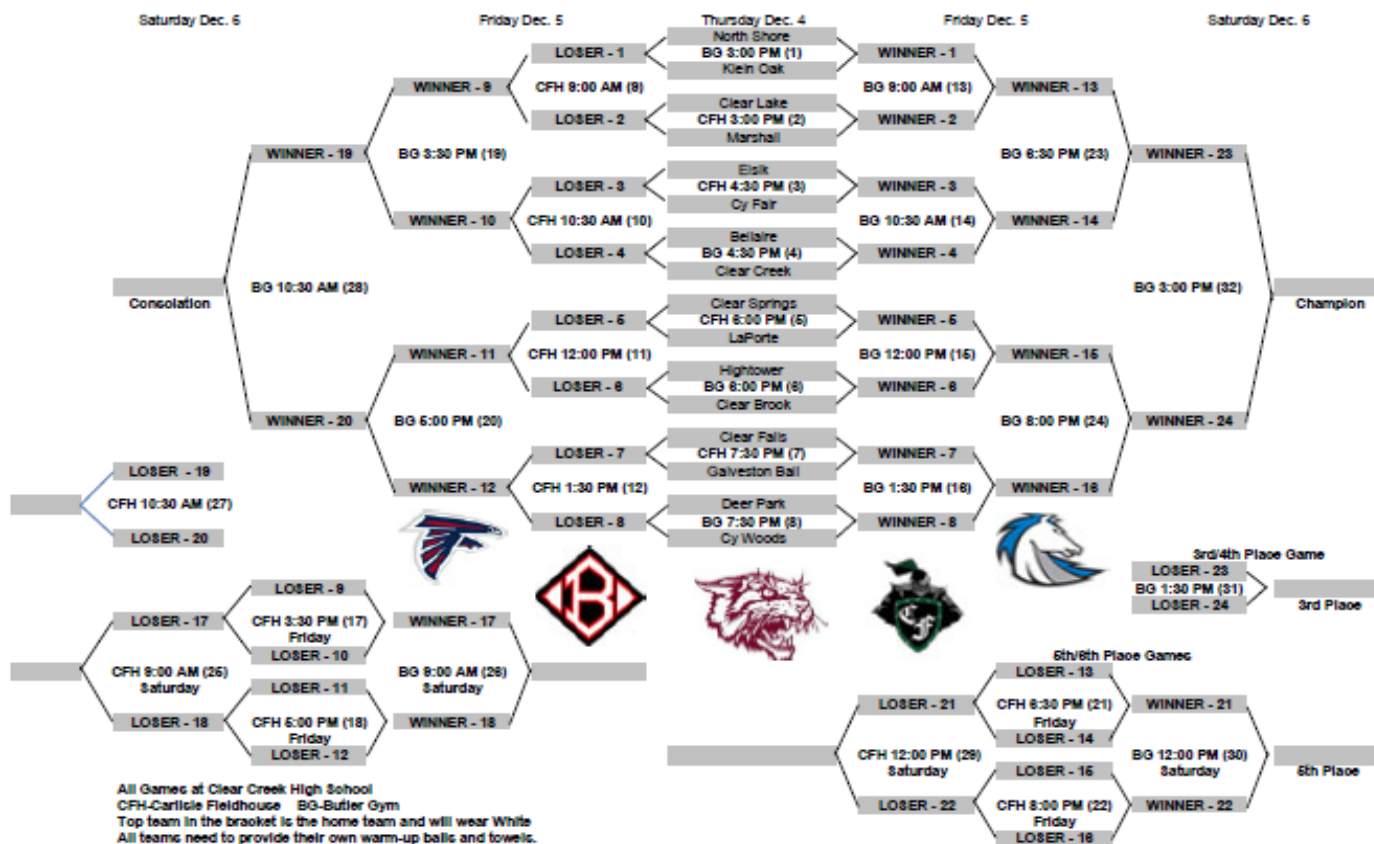 Saturday Dec. 6
Friday Dec. 5
Thursday Dec. 4
Friday Dec. 5
Saturday Dec. 6
North Shore
BG 3:00 PM (1)
Klein Oak
Clear Lake
CFH 3:00 PM (2)
Marshall
Elsik
CFH 4:30 PM (3)
Cy Fair
Bellaire
BG 4:30 PM (4)
Clear Creek
Clear Springs
CFH 6:00 PM (5)
LaPorte
Hightower
BG 6:00 PM (6)
Clear Brook
Clear Falls
CFH 7:30 PM (7)
Galveston Ball
Deer Park
BG 7:30 PM (8)
Cy Woods
LOSER - 1
CFH 9:00 AM (9)
LOSER - 2
LOSER - 3
CFH 10:30 AM (10)
LOSER - 4
LOSER - 5
CFH 12:00 PM (11)
LOSER - 6
LOSER - 7
CFH 1:30 PM (12)
LOSER - 8
WINNER - 9
BG 3:30 PM (19)
WINNER - 10
WINNER - 11
BG 5:00 PM (20)
WINNER - 12
WINNER - 19
BG 10:30 AM (28)
WINNER - 20
Consolation
WINNER - 1
BG 9:00 AM (13)
WINNER - 2
WINNER - 3
BG 10:30 AM (14)
WINNER - 4
WINNER - 5
BG 12:00 PM (15)
WINNER - 6
WINNER - 7
BG 1:30 PM (16)
WINNER - 8
WINNER - 13
BG 6:30 PM (23)
WINNER - 14
WINNER - 15
BG 8:00 PM (24)
WINNER - 16
WINNER - 23
BG 3:00 PM (32)
WINNER - 24
Champion
LOSER - 19
CFH 10:30 AM (27)
LOSER - 20
B
CF
3rd/4th Place Game
LOSER - 23
BG 1:30 PM (31)
LOSER - 24
3rd Place
LOSER - 9
CFH 3:30 PM (17)
Friday
LOSER - 10
LOSER - 11
CFH 5:00 PM (18)
Friday
LOSER - 12
LOSER - 17
CFH 9:00 AM (25)
Saturday
LOSER - 18
WINNER - 17
BG 9:00 AM (26)
Saturday
WINNER - 18
5th/6th Place Games
LOSER - 13
CFH 6:30 PM (21)
Friday
LOSER - 14
LOSER - 15
CFH 8:00 PM (22)
Friday
LOSER - 16
LOSER - 21
CFH 12:00 PM (29)
Saturday
LOSER - 22
WINNER - 21
BG 12:00 PM (30)
Saturday
WINNER - 22
5th Place
All Games at Clear Creek High School
CFH-Carlisle Fieldhouse BG-Butler Gym
Top team in the bracket is the home team and will wear White
All teams need to provide their own warm-up balls and towels.